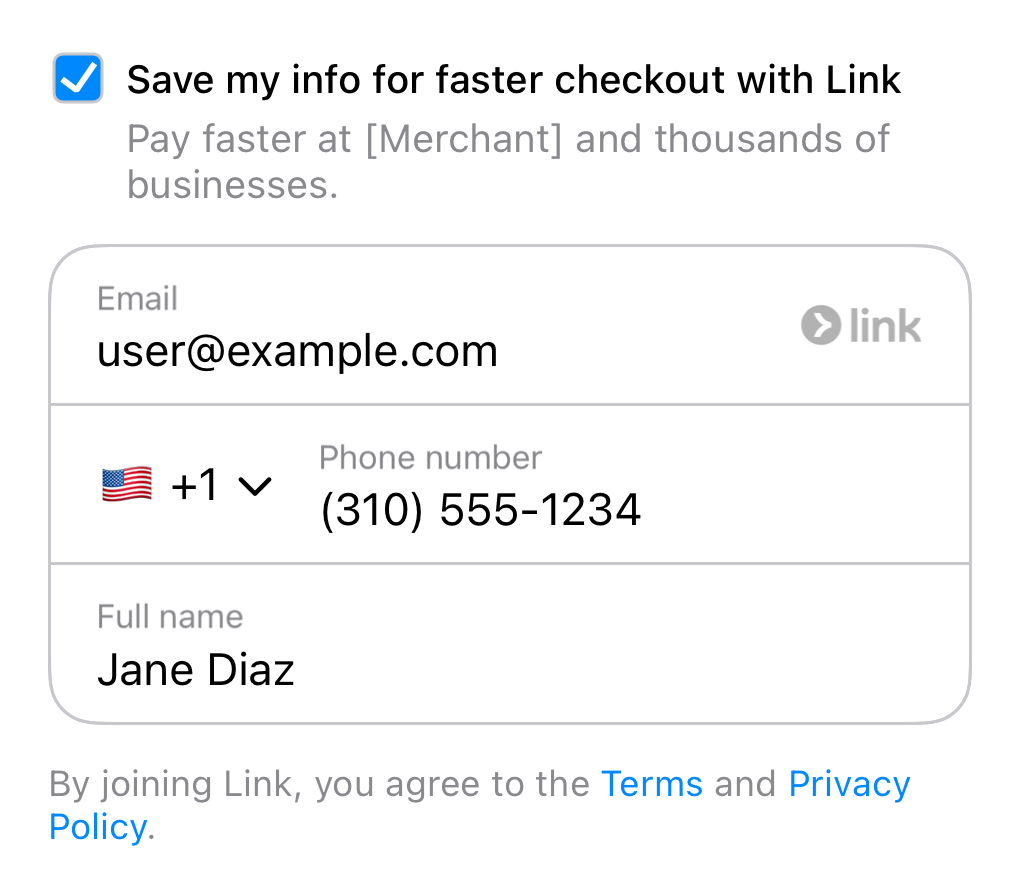 Save my info for faster checkout with Link
Pay faster at [Merchant] and thousands of
businesses.
Email
user@example.com
link
+1
Phone number
(310) 555-1234
Full name
Jane Diaz
By joining Link, you agree to the Terms and Privacy
Policy.